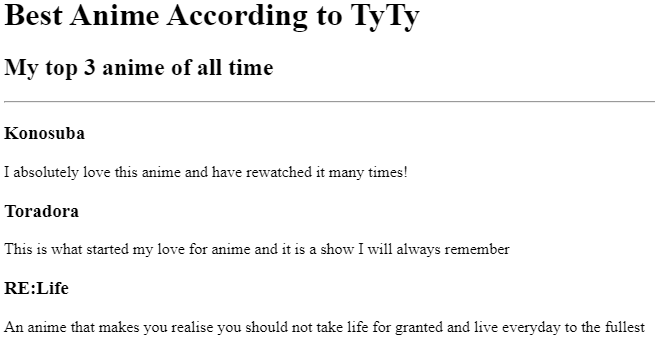 Best Anime According to TyTy
My top 3 anime of all time
Konosuba
I absolutely love this anime and have rewatched it many times!
Toradora
This is what started my love for anime and it is a show I will always remember
RE:Life
An anime that makes you realise you should not take life for granted and live everyday to the fullest